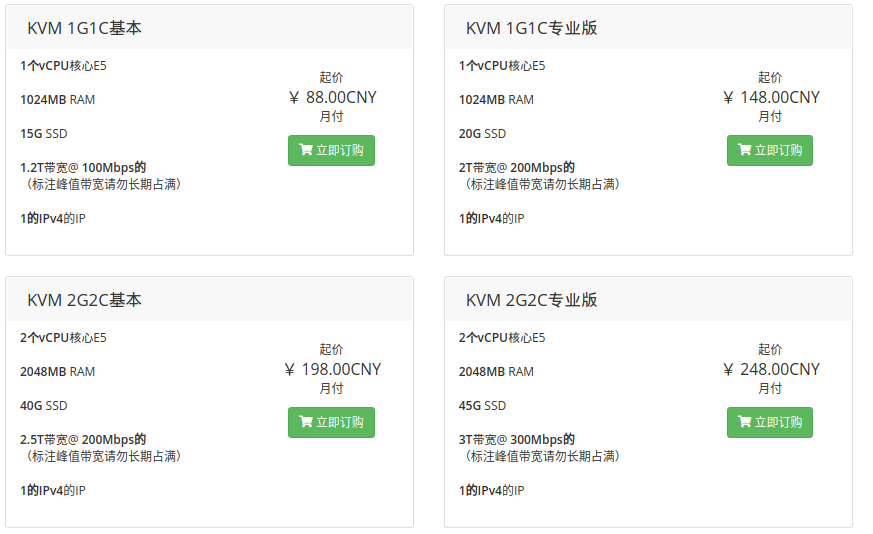 KVM 1G1C基本
1个vCPU核心E5
1024MB RAM
15G SSD
1.2T带宽@ 100Mbps的
（标注峰值带宽请勿长期占满）
1的IPv4的IP
起价
￥ 88.00CNY
月付
立即订购
KVM 1G1C专业版
1个vCPU核心E5
1024MB RAM
20G SSD
2T带宽@ 200Mbps的
（标注峰值带宽请勿长期占满）
1的IPv4的IP
起价
￥ 148.00CNY
月付
立即订购
KVM 2G2C基本
2个vCPU核心E5
2048MB RAM
40G SSD
2.5T带宽@ 200Mbps的
（标注峰值带宽请勿长期占满）
1的IPv4的IP
起价
￥ 198.00CNY
月付
立即订购
KVM 2G2C专业版
2个vCPU核心E5
2048MB RAM
45G SSD
3T带宽@ 300Mbps的
（标注峰值带宽请勿长期占满）
1的IPv4的IP
起价
￥ 248.00CNY
月付
立即订购